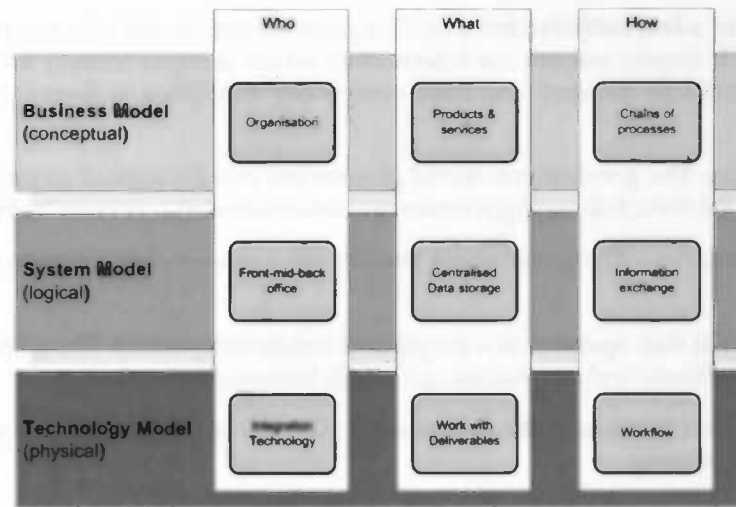 Who What How
Business Model
(conceptual)
Organisation
Products &
services
Chains of
processes
System Model
(logical)
Front-mid-back
office
Centralised
Data storage
Information
exchange
Technology Model
(physical)
Integration
Technology
Work with
Deliverables
Workflow